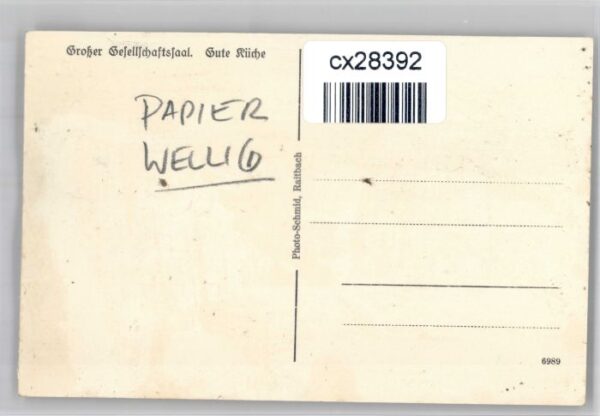 Großer Gesellschaftssaal. Gute Küche
cx28392
PAPIER
WELLIG
Photo-Schmid, Raitbach
6989